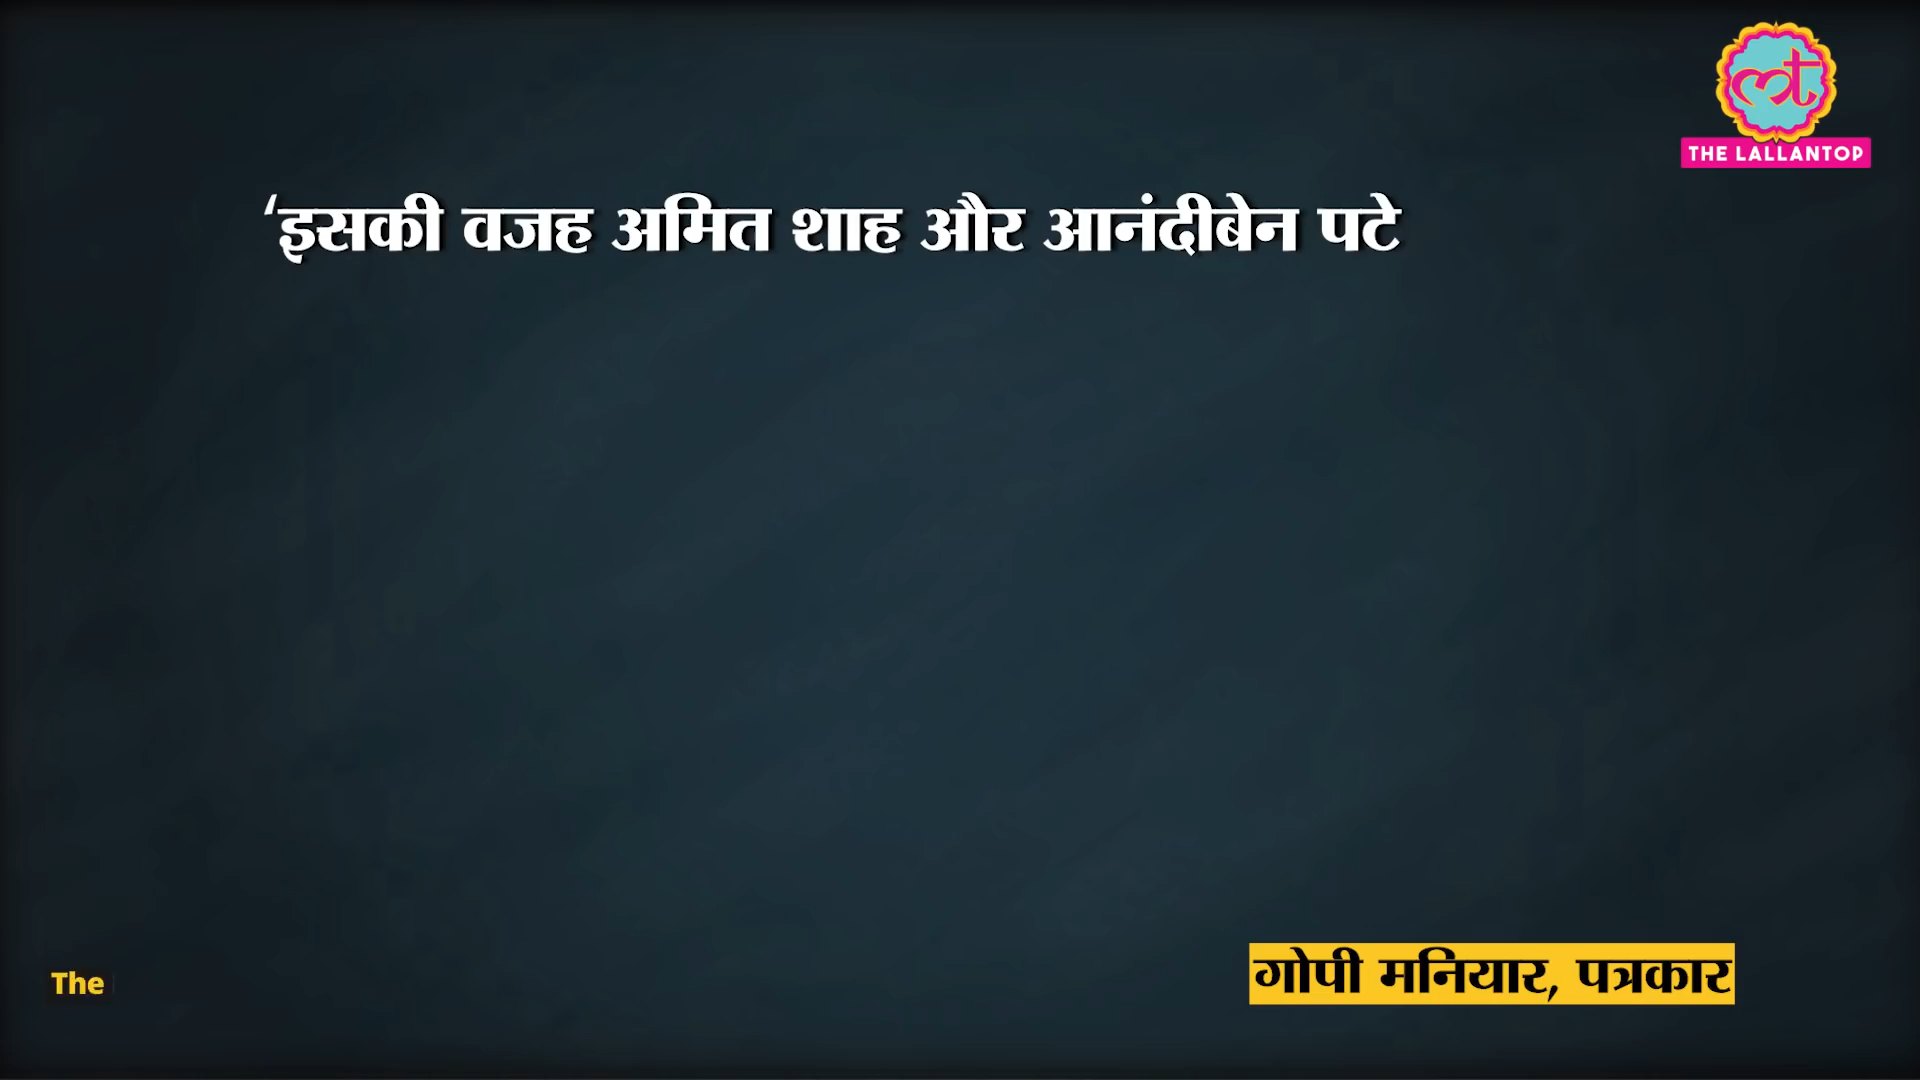 THE LALLANTOP
‘इसकी वजह अमित शाह और आनंदीबेन पटे
गोपी मनियार, पत्रकार
The